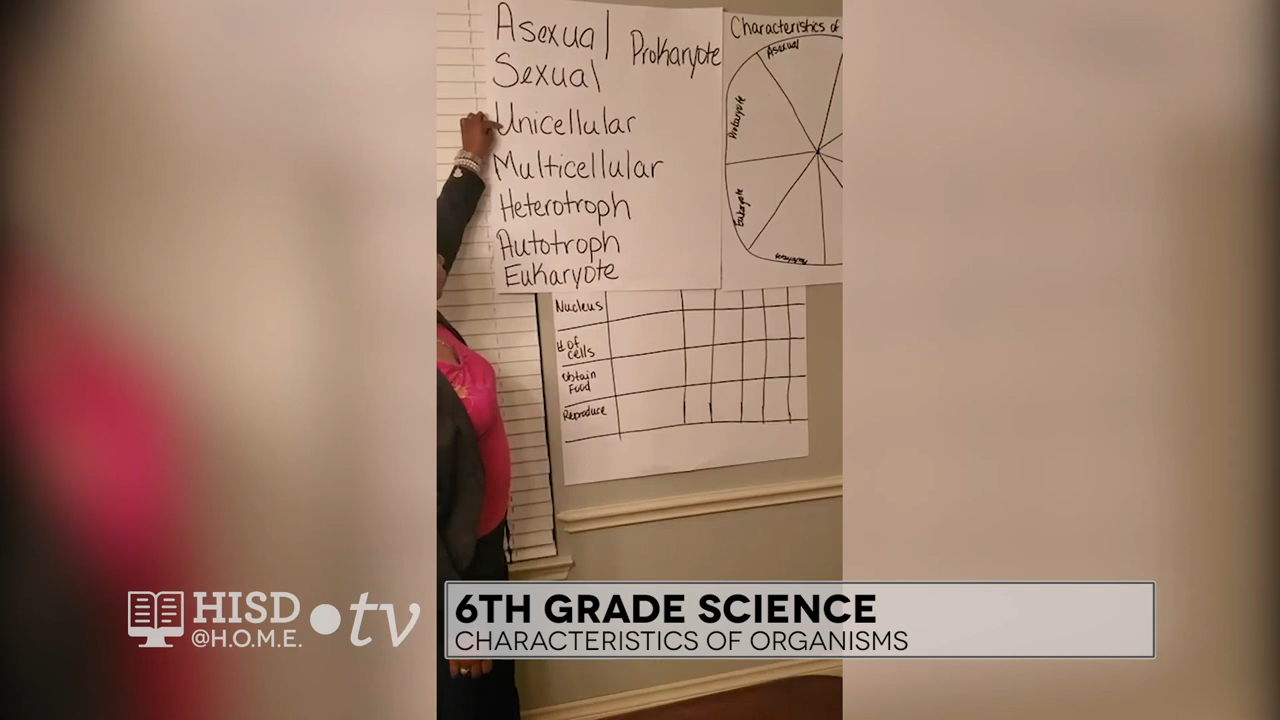 Asexual
Sexual
Prokaryote
Unicellular
Multicellular
Heterotroph
Autotroph
Eukaryote
Characteristics of
Asexual
Prokaryote
Eukaryote
Nucleus
# of
cells
Obtain
Food
Reproduce
HISD
@H.O.M.E.
tv
6TH GRADE SCIENCE
CHARACTERISTICS OF ORGANISMS